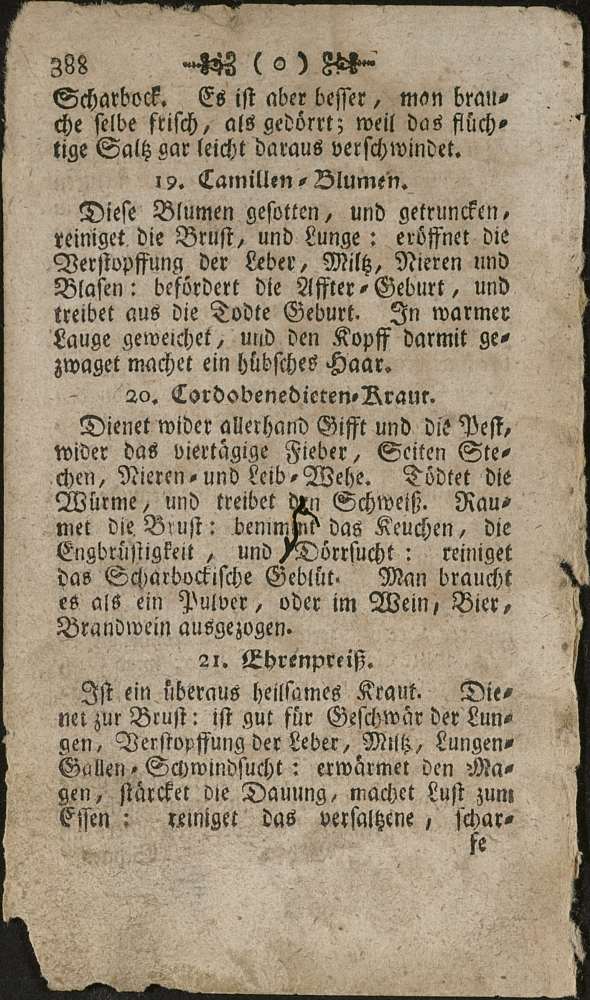 388 ( o )
Scharbock. Es ist aber besser, man brau-
che selbe frisch, als gedörrt; weil das flüch-
tige Saltz gar leicht daraus verschwindet.
19. Camillen-Blumen.
Diese Blumen gesotten, und getruncken,
reiniget die Brust, und Lunge: eröffnet die
Verstopffung der Leber, Miltz, Nieren und
Blasen: befördert die Affter-Geburt, und
treibet aus die Todte Geburt. In warmer
Lauge geweichet, und den Kopff darmit ge-
zwaget machet ein hübsches Haar.
20. Cordobenedicten-Kraut.
Dienet wider allerhand Gifft und die Pest,
wider das viertägige Fieber, Seiten Ste-
chen, Nieren-und Leib-Wehe. Tödtet die
Würme, und treibet den Schweiß. Rau-
met die Brust: benimmt das Keuchen, die
Engbrüstigkeit, und Dörrsucht: reiniget
das Scharbockische Geblüt. Man braucht
es als ein Pulver, oder im Wein, Bier,
Brandwein ausgezogen.
21. Ehrenpreiß.
Ist ein überaus heilsames Kraut. Die-
net zur Brust: ist gut für Geschwär der Lun-
gen, Verstopffung der Leber, Miltz, Lungen-
Gallen-Schwindsucht: erwärmet den Ma-
gen, stärcket die Dauung, machet Lust zum
Essen: reiniget das versaltzene, schar-
fe